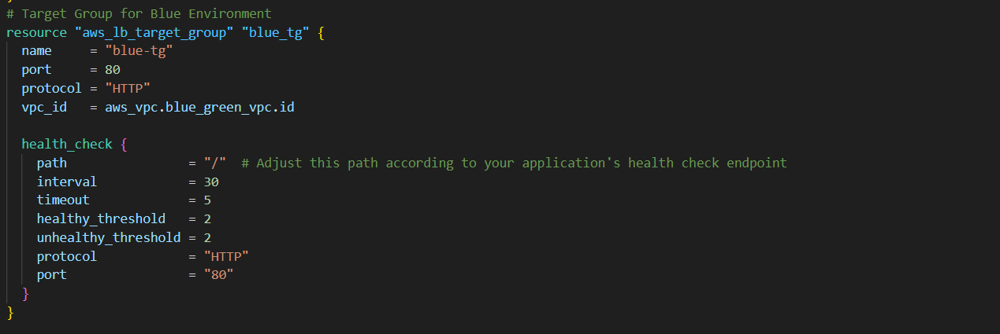 # Target Group for Blue Environment
resource "aws_lb_target_group" "blue_tg" {
  name     = "blue-tg"
  port     = 80
  protocol = "HTTP"
  vpc_id   = aws_vpc.blue_green_vpc.id

  health_check {
    path                = "/"  # Adjust this path according to your application's health check endpoint
    interval            = 30
    timeout             = 5
    healthy_threshold   = 2
    unhealthy_threshold = 2
    protocol            = "HTTP"
    port                = "80"
  }
}